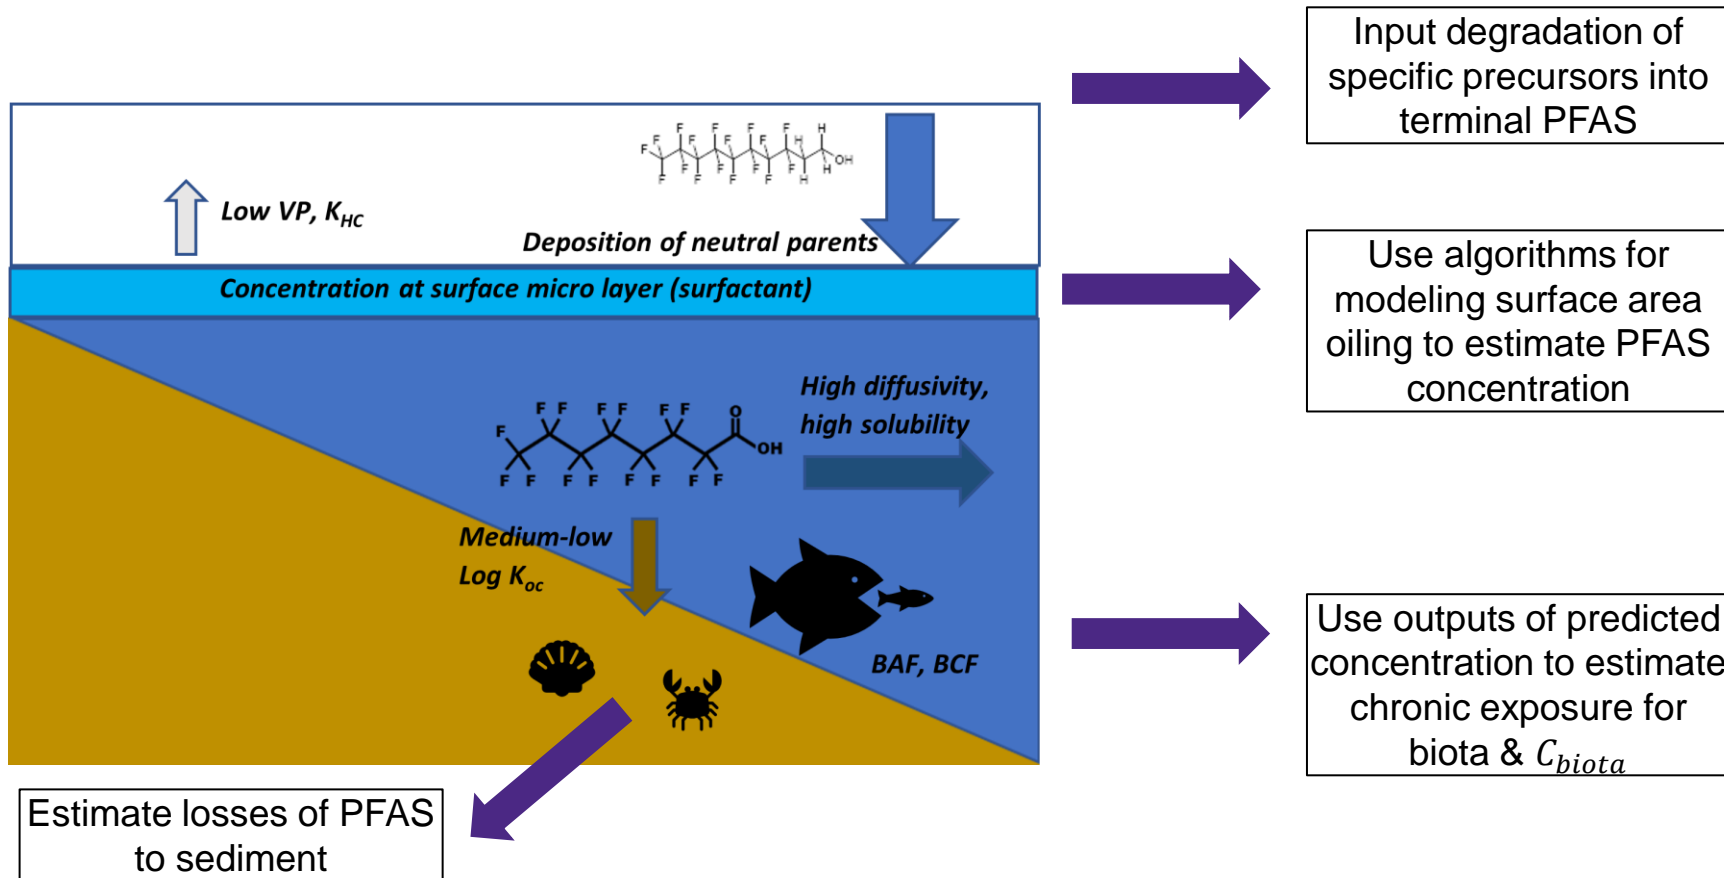 Input degradation of
specific precursors into
terminal PFAS
F F F F F F F H
F F F F F H
F OH
F F F F F F F F H H
Low VP, K_HC
Deposition of neutral parents
Concentration at surface micro layer (surfactant)
Use algorithms for
modeling surface area
oiling to estimate PFAS
concentration
High diffusivity,
high solubility
F F F F F F O
F
OH
F F F F F F F F
Medium-low
Log K_oc
BAF, BCF
Use outputs of predicted
concentration to estimate
chronic exposure for
biota & C_biota
Estimate losses of PFAS
to sediment